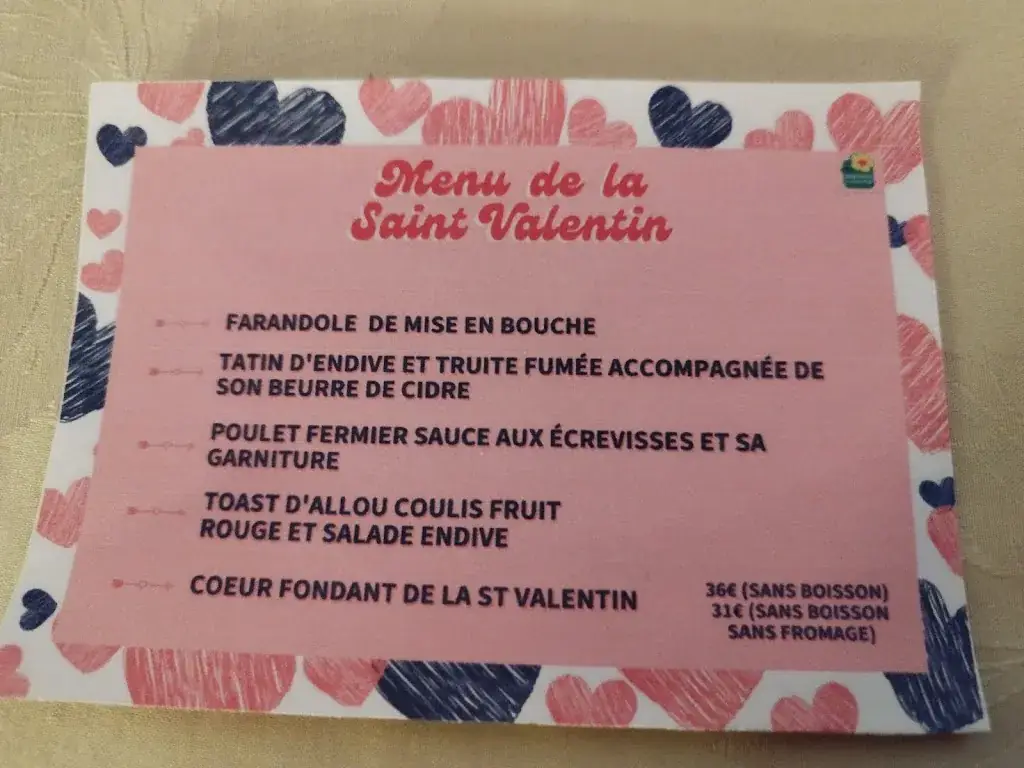 Menu de la
Saint Valentin
FARANDOLE DE MISE EN BOUCHE
TATIN D'ENDIVE ET TRUITE FUMÉE ACCOMPAGNÉE DE
SON BEURRE DE CIDRE
POULET FERMIER SAUCE AUX ÉCREVISSES ET SA
GARNITURE
TOAST D'ALLOU COULIS FRUIT
ROUGE ET SALADE ENDIVE
COEUR FONDANT DE LA ST VALENTIN
36€ (SANS BOISSON)
31€ (SANS BOISSON
SANS FROMAGE)